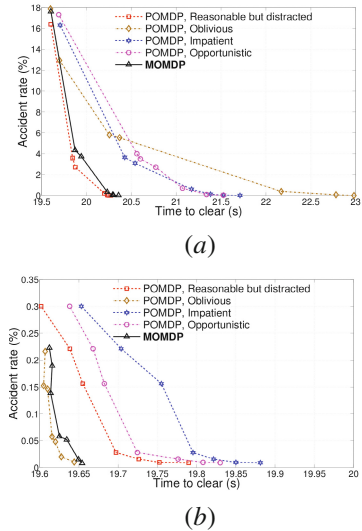 18
16
14
12
10
8
6
4
2
0
Accident rate (%)
POMDP, Reasonable but distracted
POMDP, Oblivious
POMDP, Impatient
POMDP, Opportunistic
MOMDP
19.5 20 20.5 21 21.5 22 22.5 23
Time to clear (s)
(a)
0.35
0.3
0.25
0.2
0.15
0.1
0.05
0
Accident rate (%)
POMDP, Reasonable but distracted
POMDP, Oblivious
POMDP, Impatient
POMDP, Opportunistic
MOMDP
19.6 19.65 19.7 19.75 19.8 19.85 19.9 19.95 20
Time to clear (s)
(b)